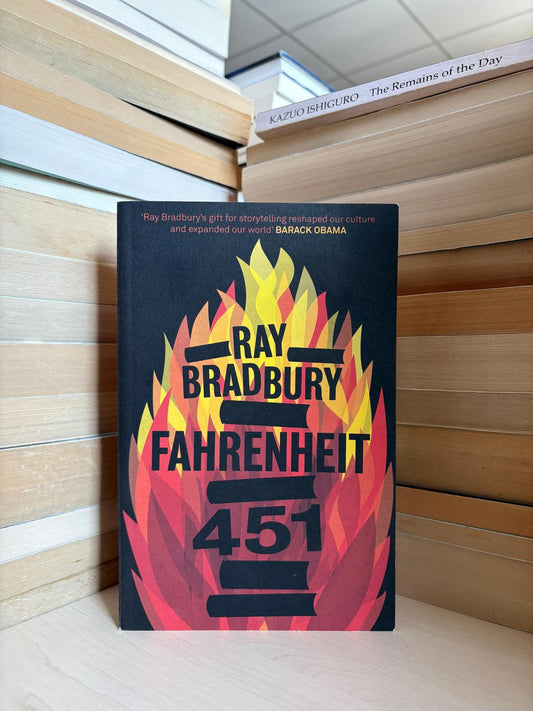 KAZUO ISHIGURO The Remains of the Day
‘Ray Bradbury’s gift for storytelling reshaped our culture
and expanded our world’ BARACK OBAMA
RAY
BRADBURY
FAHRENHEIT
451